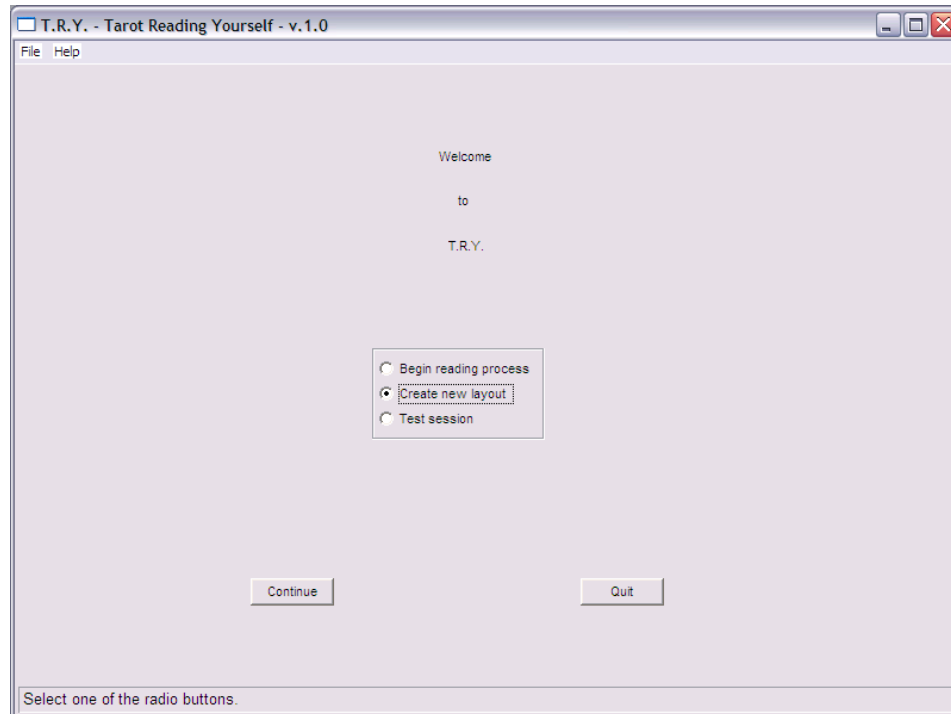 T.R.Y. - Tarot Reading Yourself - v.1.0
File Help
Welcome
to
T.R.Y.
Begin reading process
Create new layout
Test session
Continue Quit
Select one of the radio buttons.